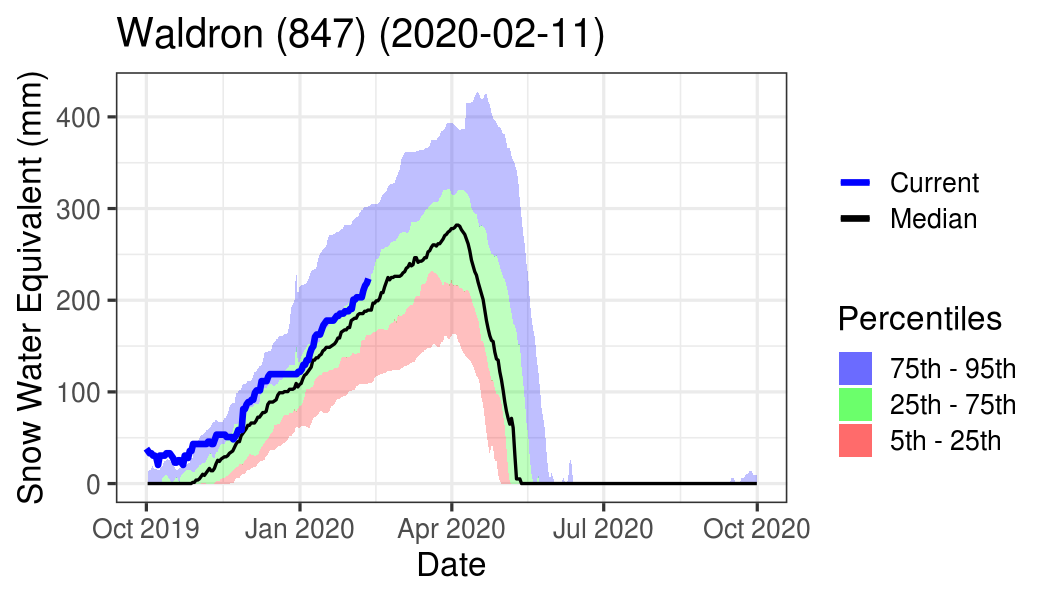 Waldron (847) (2020-02-11)
Snow Water Equivalent (mm)
400
300
200
100
0
Oct 2019
Jan 2020
Apr 2020
Jul 2020
Oct 2020
Date
Current
Median
Percentiles
75th - 95th
25th - 75th
5th - 25th